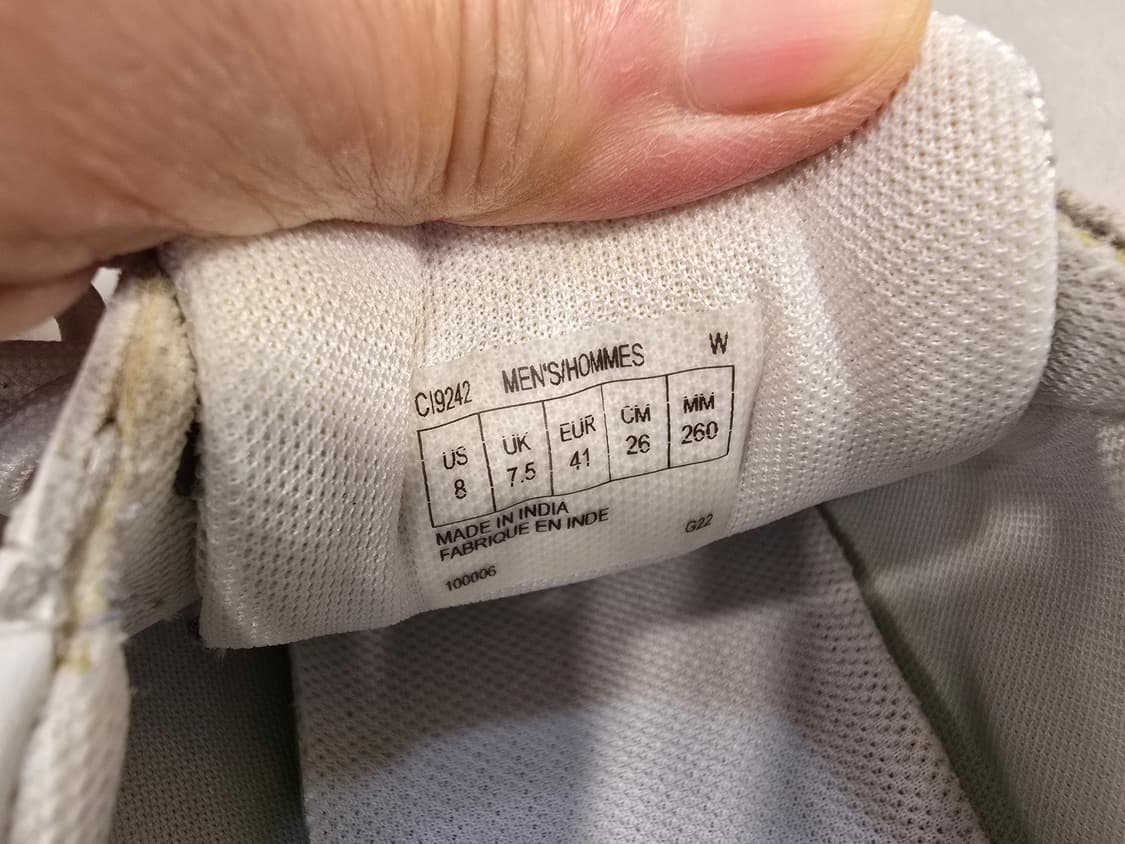 CI9242 MEN'S/HOMMES W
US UK EUR CM MM
8 7.5 41 26 260
MADE IN INDIA
FABRIQUE EN INDE
100006 G22